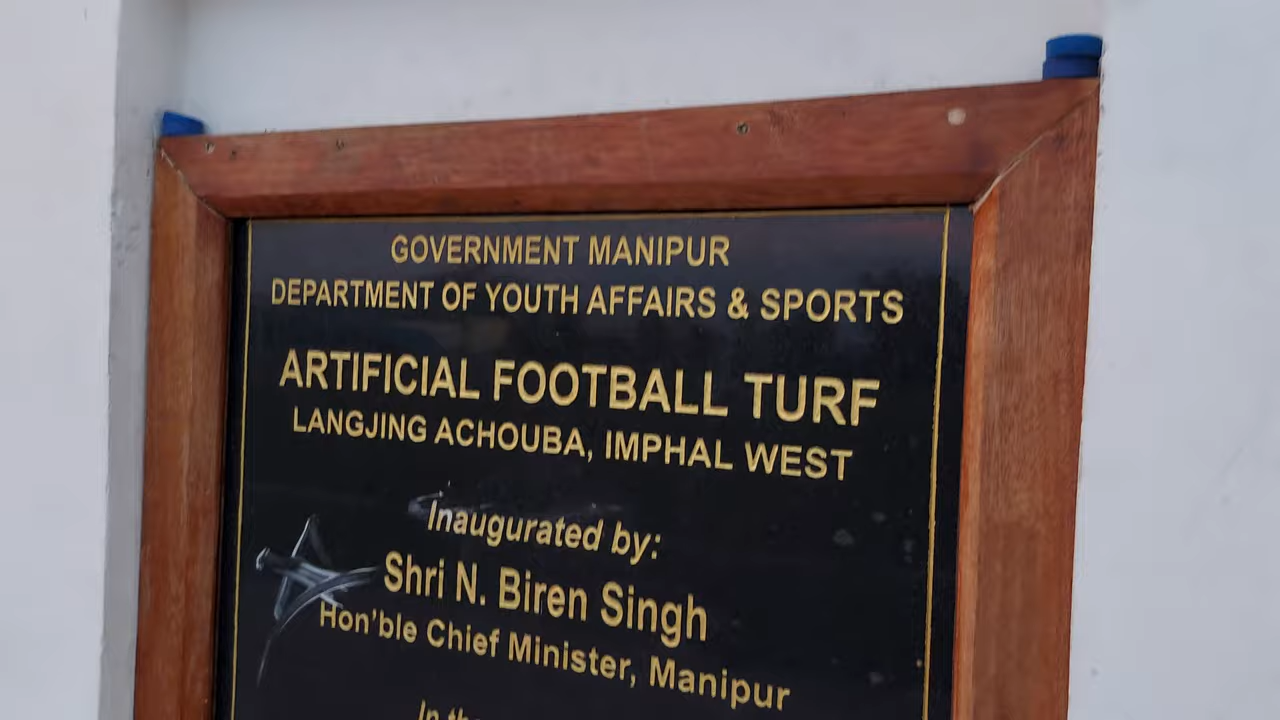 GOVERNMENT MANIPUR
DEPARTMENT OF YOUTH AFFAIRS & SPORTS
ARTIFICIAL FOOTBALL TURF
LANGJING ACHOUBA, IMPHAL WEST
Inaugurated by:
Shri N. Biren Singh
Hon'ble Chief Minister, Manipur
In